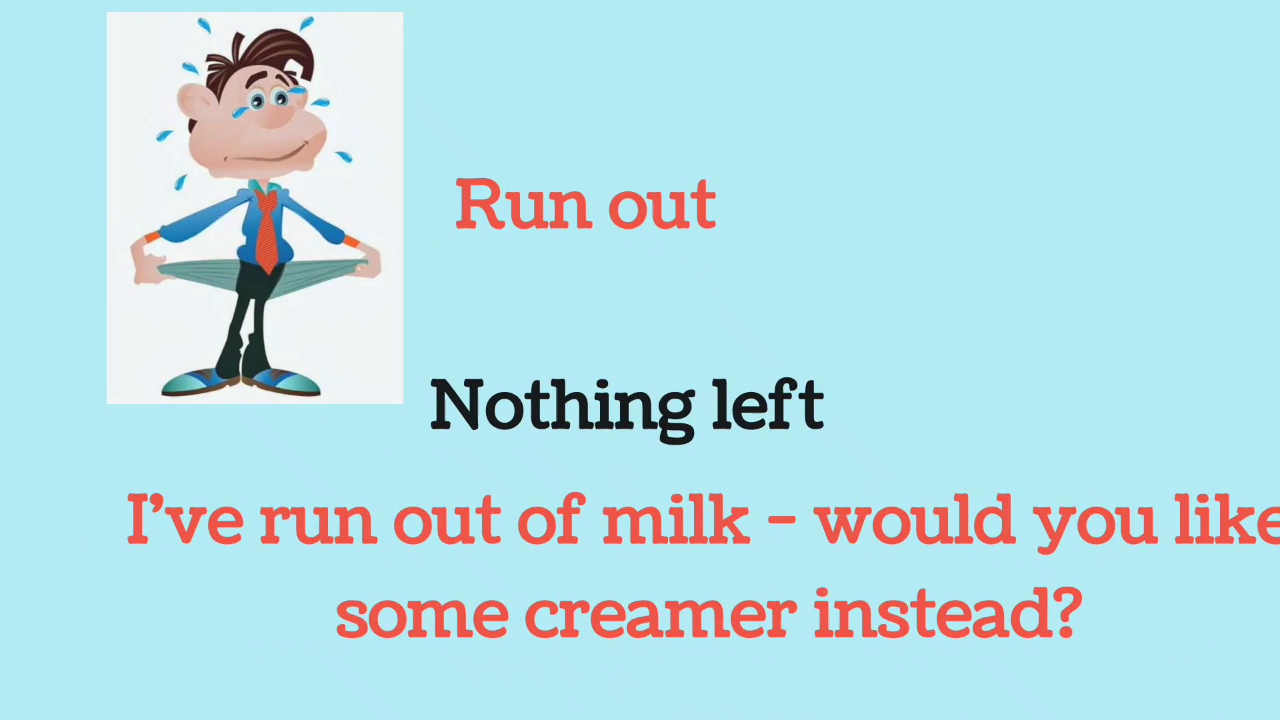 Run out
Nothing left
I've run out of milk - would you like
some creamer instead?